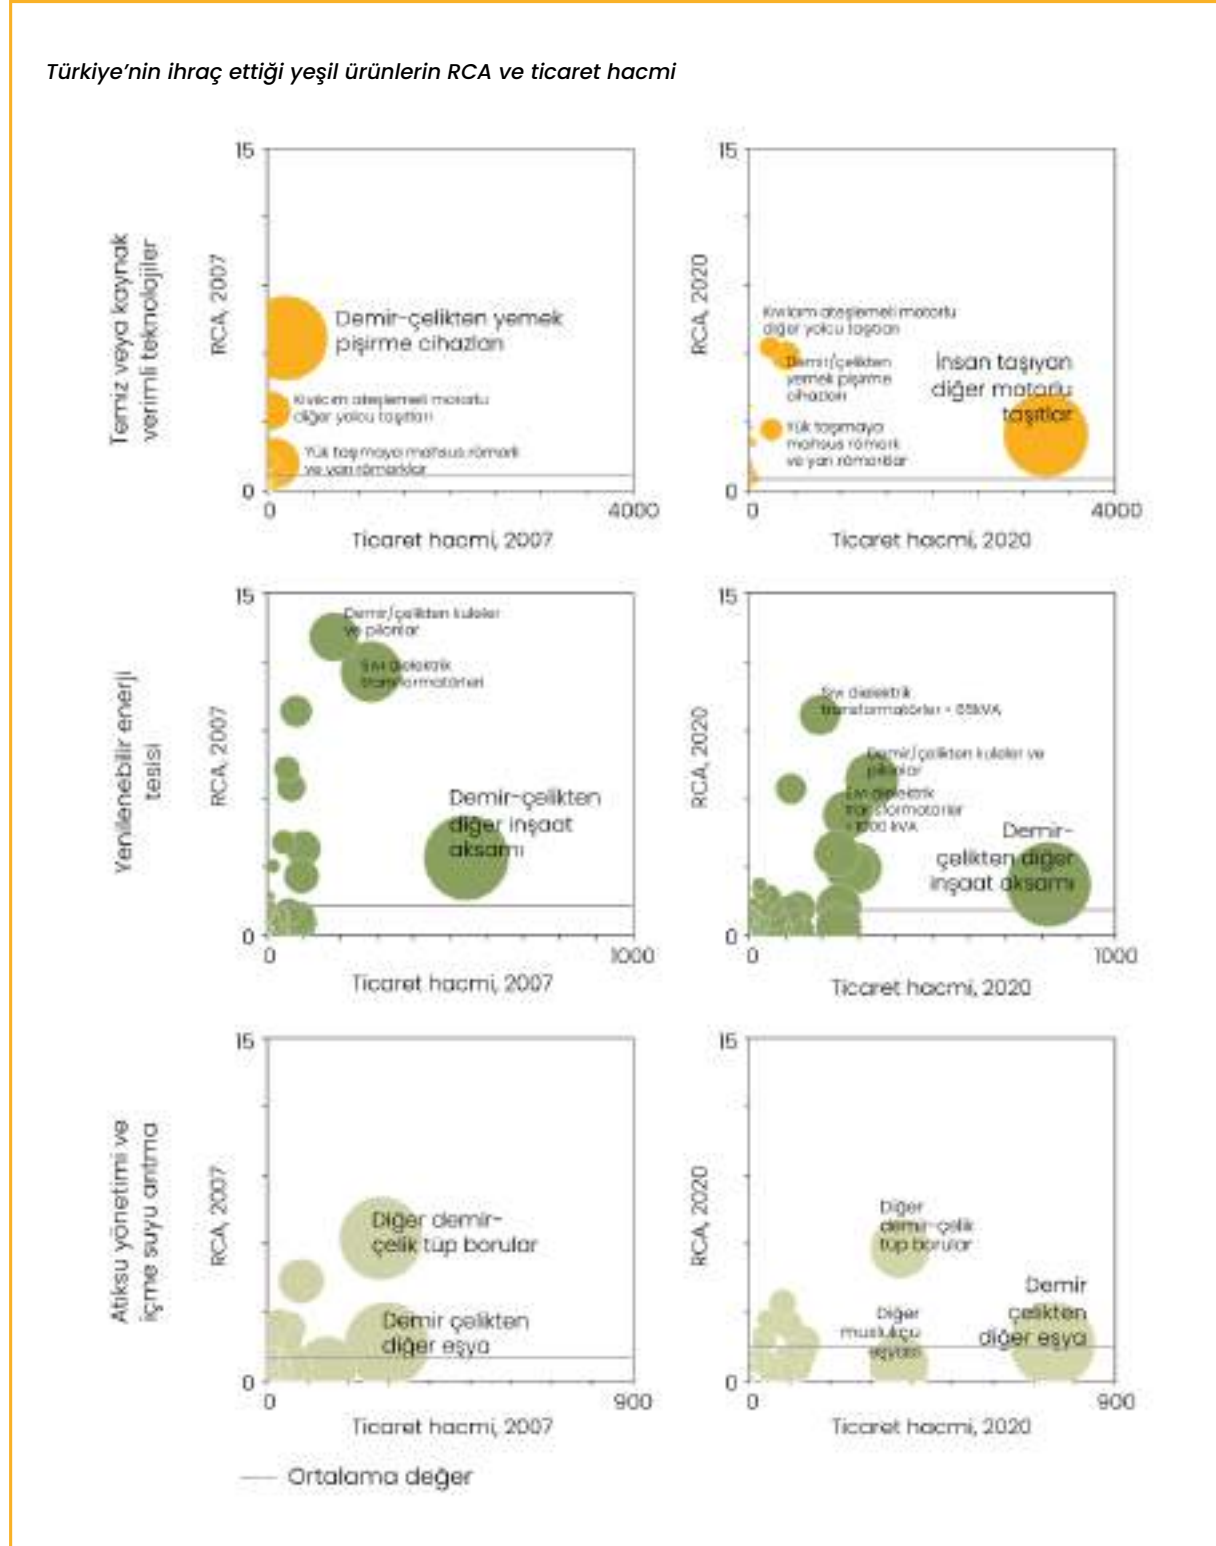 Türkiye’nin ihraç ettiği yeşil ürünlerin RCA ve ticaret hacmi
Temiz veya kaynak
verimli teknolojiler
15
RCA, 2007
Demir-çelikten yemek
pişirme cihazları
Kıvılcım ateşlemeli motorlu
diğer yolcu taşıtları
Yük taşımaya mahsus römork
ve yarı römorklar
0
0
4000
Ticaret hacmi, 2007
15
RCA, 2020
Kıvılcım ateşlemeli motorlu
diğer yolcu taşıtları
Demir/çelikten
yemek pişirme
cihazları
İnsan taşıyan
diğer motorlu
taşıtlar
Yük taşımaya
mahsus römork
ve yarı römorklar
0
0
4000
Ticaret hacmi, 2020
Yenilenebilir enerji
tesisi
15
RCA, 2007
Demir/çelikten kuleler
ve pilonlar
Sıvı dielektrik
transformatörleri
Demir-çelikten
diğer inşaat
aksamı
0
0
1000
Ticaret hacmi, 2007
15
RCA, 2020
Sıvı dielektrik
transformatörler
Demir/çelikten kuleler ve
pilonlar
Sıvı dielektrik
transformatörler
kVA
Demir-
çelikten diğer
inşaat aksamı
0
0
1000
Ticaret hacmi, 2020
Atıksu yönetimi ve
içme suyu arıtma
15
RCA, 2007
Diğer demir-
çelik tüp borular
Demir çelikten
diğer eşya
0
0
900
Ticaret hacmi, 2007
15
RCA, 2020
Diğer
demir-çelik
tüp borular
Diğer
muslukçu
eşyası
Demir
çelikten
diğer eşya
0
0
900
Ticaret hacmi, 2020
Ortalama değer